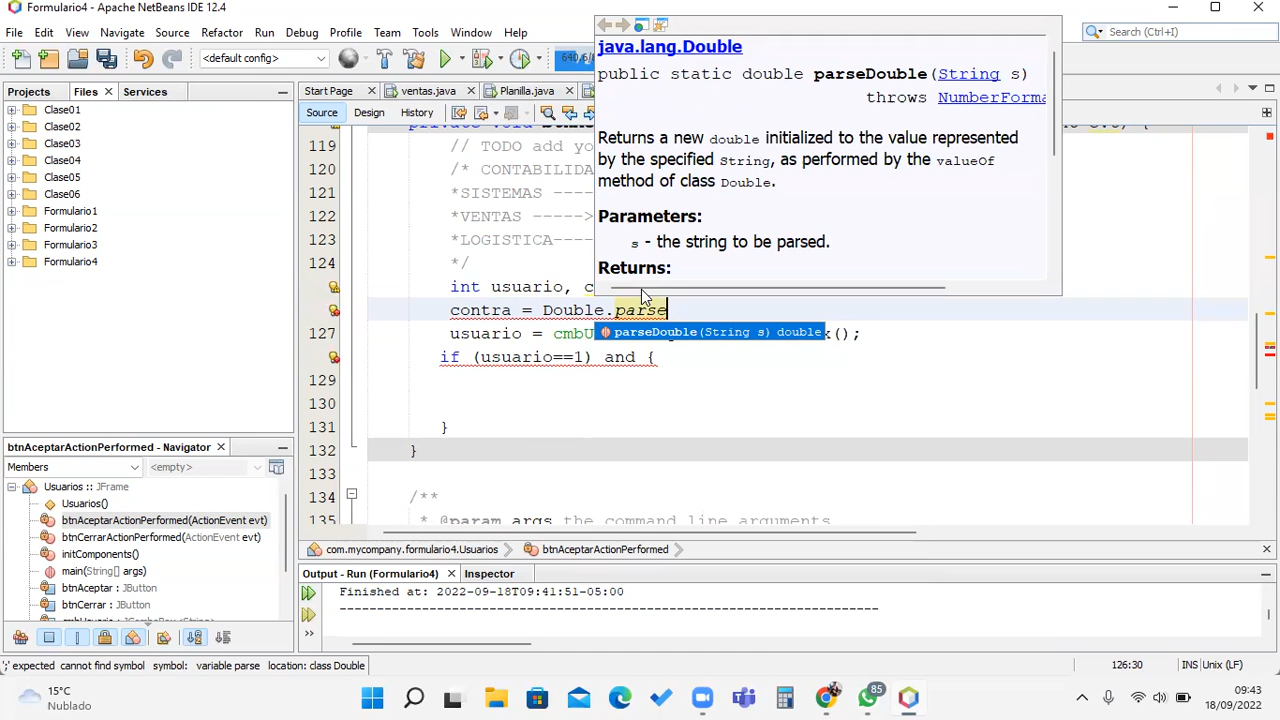 Formulario4 - Apache NetBeans IDE 12.4
File Edit View Navigate Source Refactor Run Debug Profile Team Tools Window Help
Search (Ctrl+I)
<default config>
Projects Files Services
Clase01
Clase02
Clase03
Clase04
Clase05
Clase06
Formulario1
Formulario2
Formulario3
Formulario4
Start Page ventas.java Planilla.java
Source Design History
119 // TODO add yo
120 /* CONTABILIDA
121 *SISTEMAS ----
122 *VENTAS ----->
123 *LOGISTICA----
124 */
int usuario, c
contra = Double.parse
127 usuario = cmbU x();
if (usuario==1) and {
129
130
131 }
132 }
133
134 /**
135 * @param args the command line arguments
java.lang.Double
public static double parseDouble(String s)
throws NumberForma
Returns a new double initialized to the value represented
by the specified String, as performed by the valueOf
method of class Double.
Parameters:
s - the string to be parsed.
Returns:
parseDouble(String s) double
btnAceptarActionPerformed - Navigator
Members <empty>
Usuarios :: JFrame
Usuarios()
btnAceptarActionPerformed(ActionEvent evt)
btnCerrarActionPerformed(ActionEvent evt)
initComponents()
main(String[] args)
btnAceptar : JButton
btnCerrar : JButton
com.mycompany.formulario4.Usuarios btnAceptarActionPerformed
Output - Run (Formulario4) Inspector
Finished at: 2022-09-18T09:41:51-05:00
------------------------------------------------------------------------
';' expected cannot find symbol symbol: variable parse location: class Double
126:30 INS Unix (LF)
15°C
Nublado
85
09:43
18/09/2022